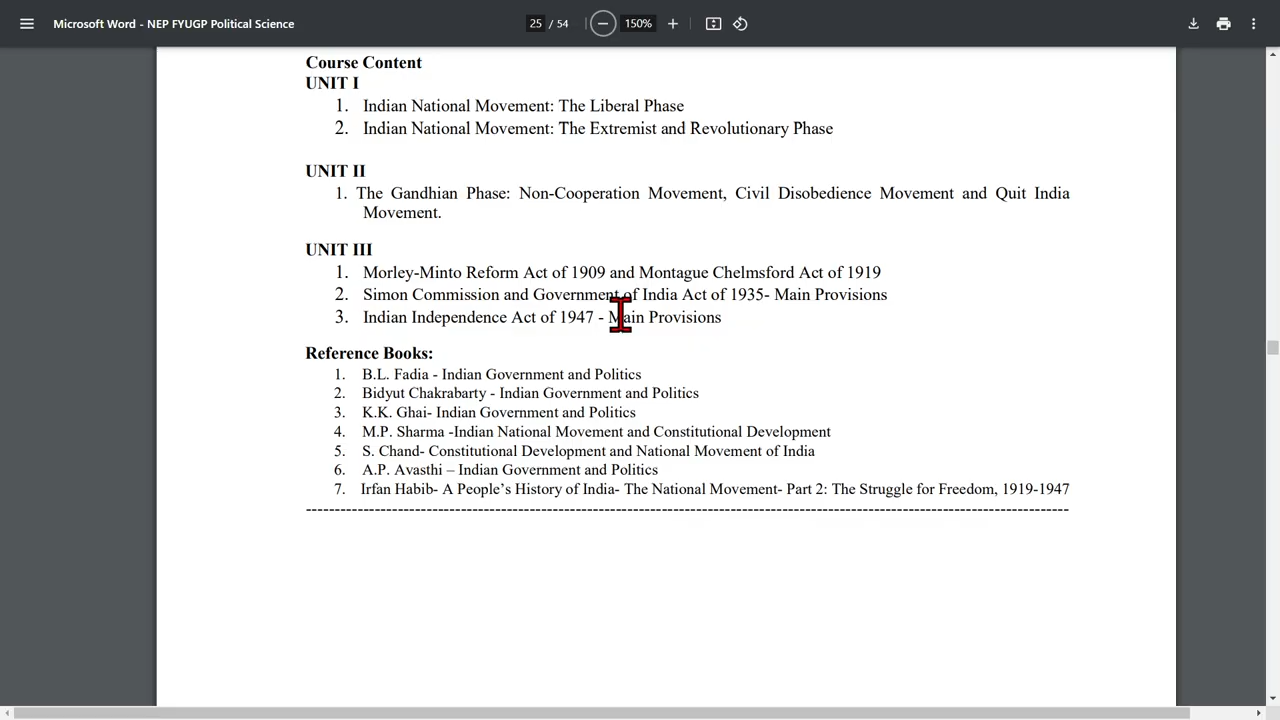 Microsoft Word - NEP FYUGP Political Science
25 / 54
150%
Course Content
UNIT I
1. Indian National Movement: The Liberal Phase
2. Indian National Movement: The Extremist and Revolutionary Phase
UNIT II
1. The Gandhian Phase: Non-Cooperation Movement, Civil Disobedience Movement and Quit India
Movement.
UNIT III
1. Morley-Minto Reform Act of 1909 and Montague Chelmsford Act of 1919
2. Simon Commission and Government of India Act of 1935- Main Provisions
3. Indian Independence Act of 1947 - Main Provisions
Reference Books:
1. B.L. Fadia - Indian Government and Politics
2. Bidyut Chakrabarty - Indian Government and Politics
3. K.K. Ghai- Indian Government and Politics
4. M.P. Sharma -Indian National Movement and Constitutional Development
5. S. Chand- Constitutional Development and National Movement of India
6. A.P. Avasthi – Indian Government and Politics
7. Irfan Habib- A People’s History of India- The National Movement- Part 2: The Struggle for Freedom, 1919-1947